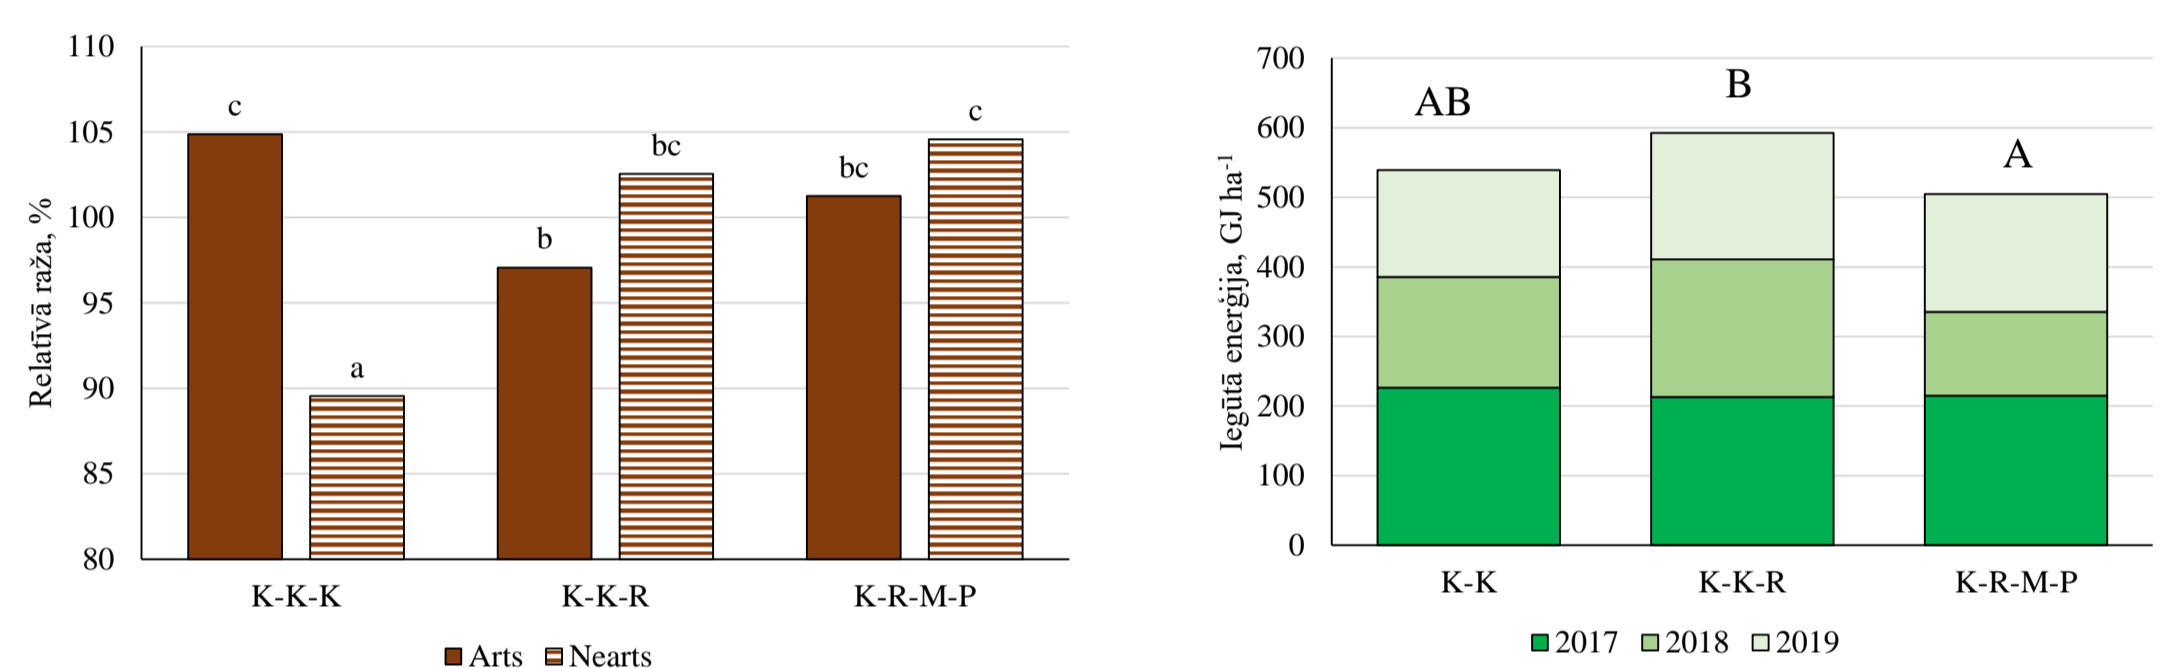 Relatīvā raža, %
110
105
100
95
90
85
80
c
a
b
bc
bc
c
K-K-K
K-K-R
K-R-M-P
Arts
Nearts
Iegūtā enerģija, GJ ha-1
700
600
500
400
300
200
100
0
AB
B
A
K-K
K-K-R
K-R-M-P
2017
2018
2019